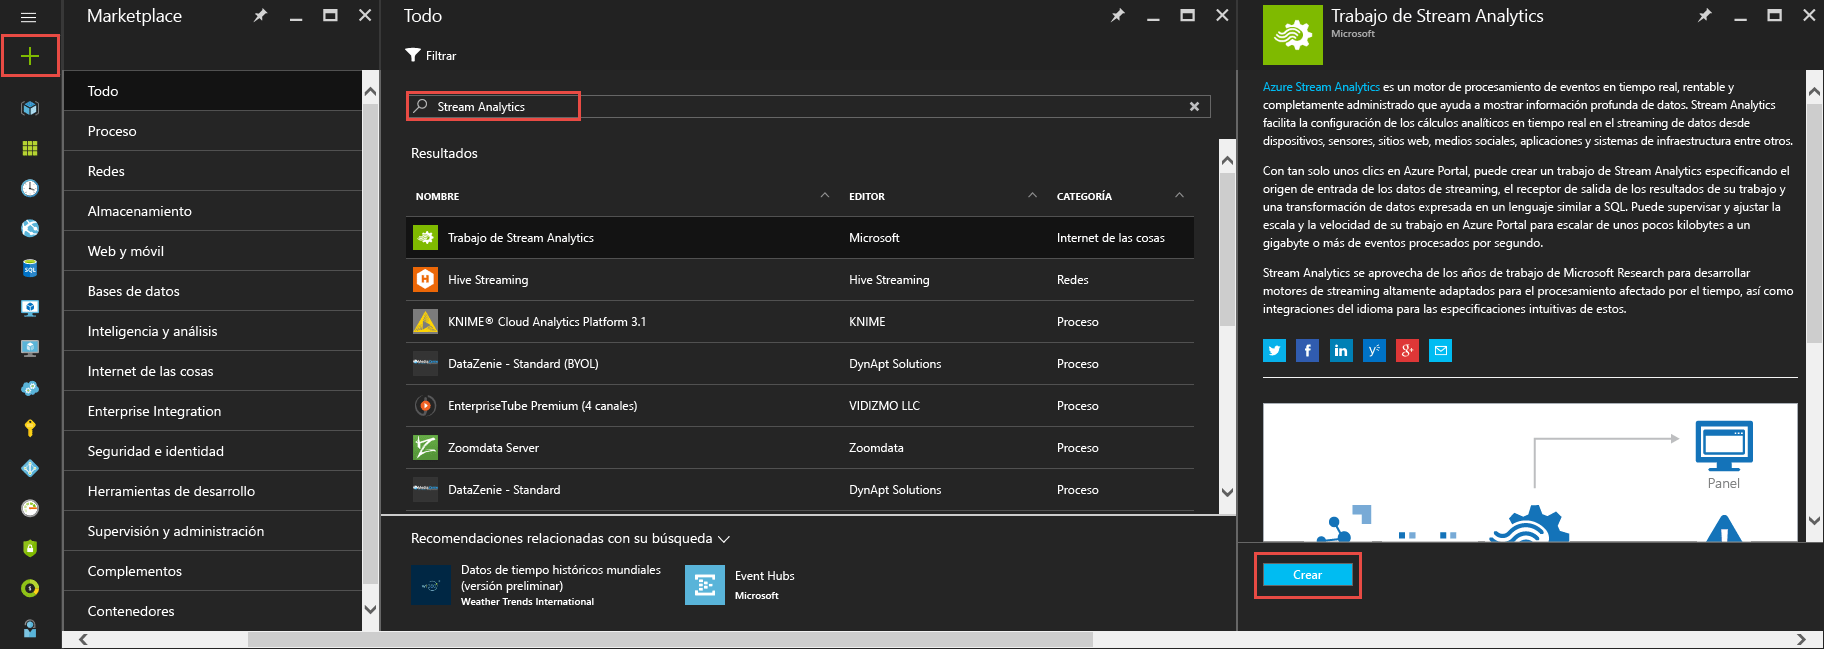 Marketplace
Todo
Proceso
Redes
Almacenamiento
Web y móvil
Bases de datos
Inteligencia y análisis
Internet de las cosas
Enterprise Integration
Seguridad e identidad
Herramientas de desarrollo
Supervisión y administración
Complementos
Contenedores
Todo
Filtrar
Stream Analytics
Resultados
NOMBRE EDITOR CATEGORÍA
Trabajo de Stream Analytics Microsoft Internet de las cosas
Hive Streaming Hive Streaming Redes
KNIME® Cloud Analytics Platform 3.1 KNIME Proceso
DataZenie - Standard (BYOL) DynApt Solutions Proceso
EnterpriseTube Premium (4 canales) VIDIZMO LLC Proceso
Zoomdata Server Zoomdata Proceso
DataZenie - Standard DynApt Solutions Proceso
Recomendaciones relacionadas con su búsqueda
Datos de tiempo históricos mundiales
(versión preliminar)
Weather Trends International
Event Hubs
Microsoft
Trabajo de Stream Analytics
Microsoft
Azure Stream Analytics es un motor de procesamiento de eventos en tiempo real, rentable y
completamente administrado que ayuda a mostrar información profunda de datos. Stream Analytics
facilita la configuración de los cálculos analíticos en tiempo real en el streaming de datos desde
dispositivos, sensores, sitios web, medios sociales, aplicaciones y sistemas de infraestructura entre otros.
Con tan solo unos clics en Azure Portal, puede crear un trabajo de Stream Analytics especificando el
origen de entrada de los datos de streaming, el receptor de salida de los resultados de su trabajo y
una transformación de datos expresada en un lenguaje similar a SQL. Puede supervisar y ajustar la
escala y la velocidad de su trabajo en Azure Portal para escalar de unos pocos kilobytes a un
gigabyte o más de eventos procesados por segundo.
Stream Analytics se aprovecha de los años de trabajo de Microsoft Research para desarrollar
motores de streaming altamente adaptados para el procesamiento afectado por el tiempo, así como
integraciones del idioma para las especificaciones intuitivas de estos.
Panel
Crear